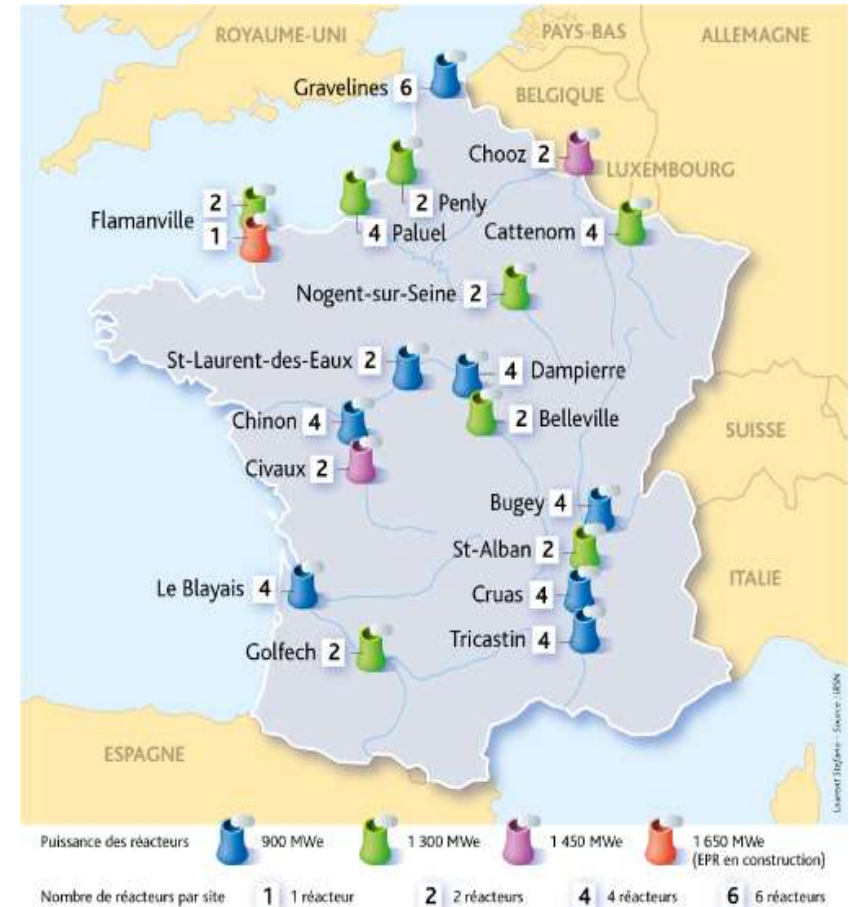 ROYAUME-UNI
PAYS-BAS
ALLEMAGNE
Gravelines 6
BELGIQUE
Chooz 2
LUXEMBOURG
2
Flamanville
1
2 Penly
4 Paluel
Cattenom 4
Nogent-sur-Seine 2
St-Laurent-des-Eaux 2
4 Dampierre
Chinon 4
2 Belleville
SUISSE
Civaux 2
Bugey 4
St-Alban 2
Le Blayais 4
Cruas 4
ITALIE
Golfech 2
Tricastin 4
ESPAGNE
Laurent Stefano - Source : IRSN
Puissance des réacteurs 900 MWe 1 300 MWe 1 450 MWe 1 650 MWe
(EPR en construction)
Nombre de réacteurs par site 1 1 réacteur 2 2 réacteurs 4 4 réacteurs 6 6 réacteurs